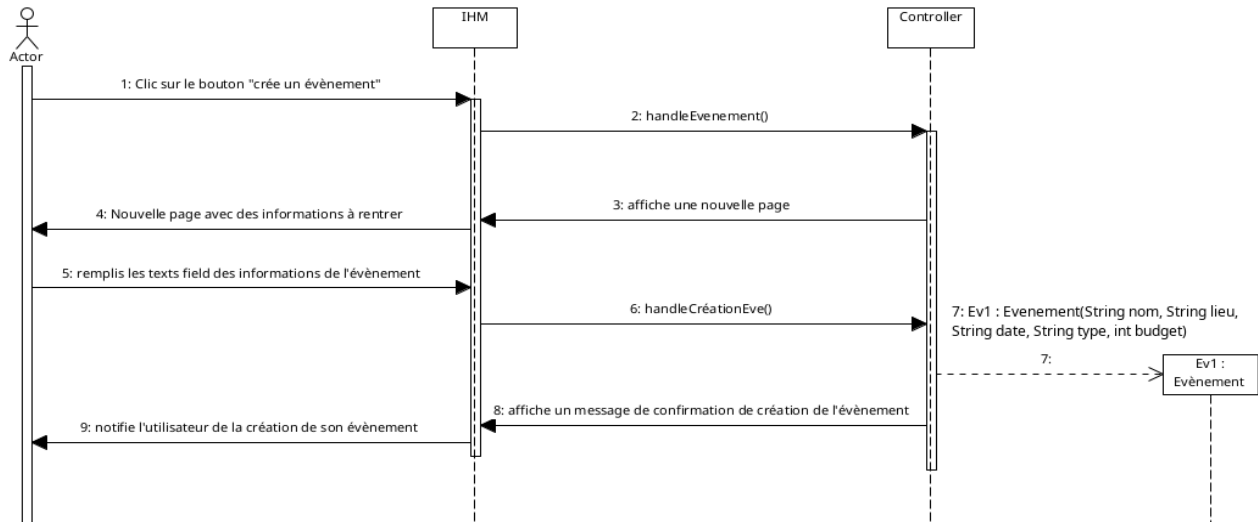 IHM
Controller
Actor
1: Clic sur le bouton "crée un évènement"
2: handleEvenement()
3: affiche une nouvelle page
4: Nouvelle page avec des informations à rentrer
5: remplis les texts field des informations de l'évènement
6: handleCréationEve()
7: Ev1 : Evenement(String nom, String lieu,
String date, String type, int budget)
7:
Ev1 :
Evènement
8: affiche un message de confirmation de création de l'évènement
9: notifie l'utilisateur de la création de son évènement